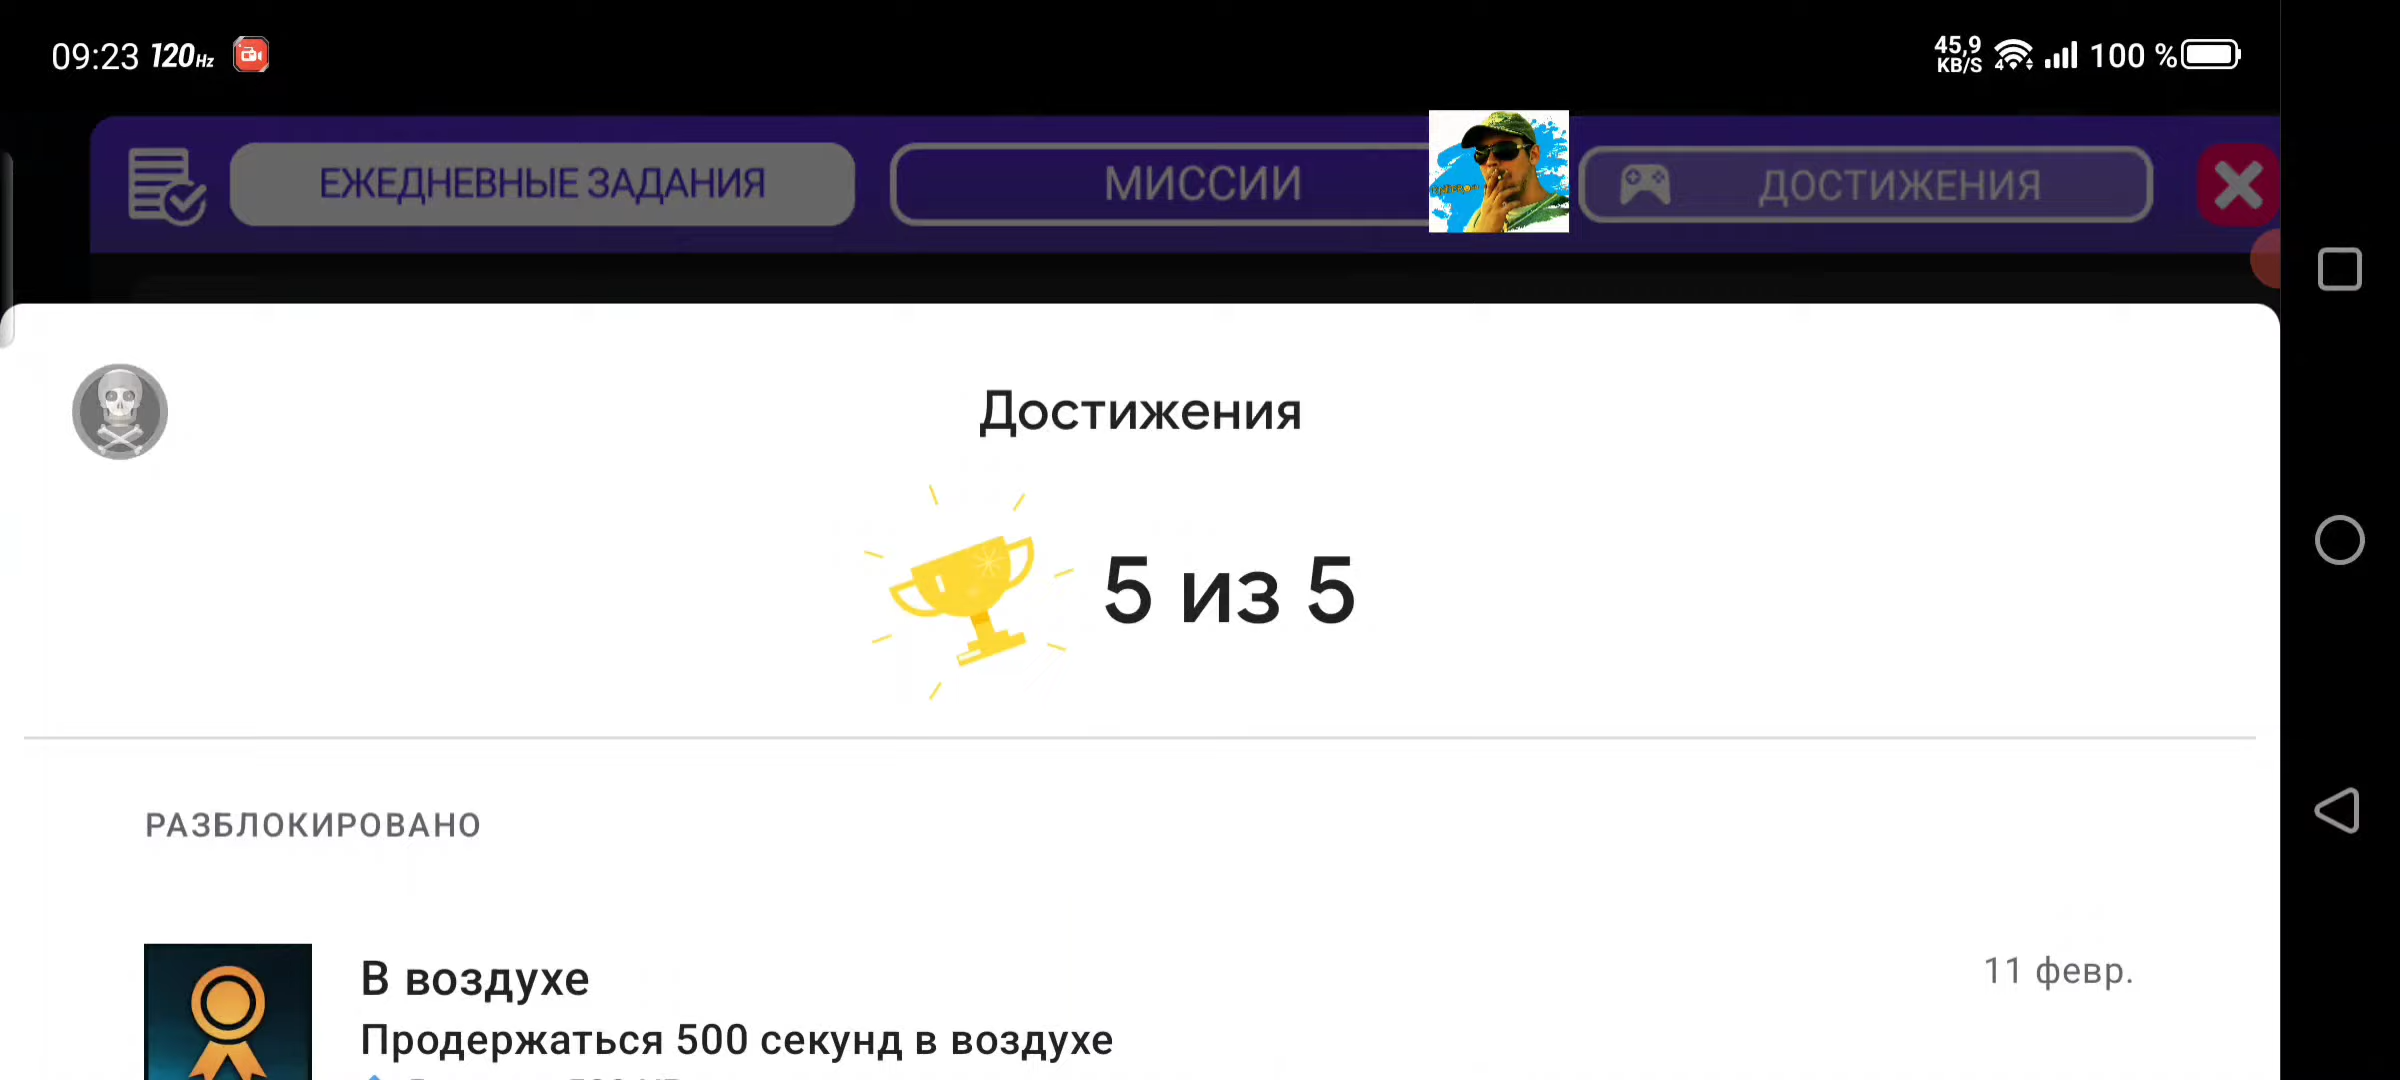 09:23 120Hz
45,9 KB/S 4 100 %
ЕЖЕДНЕВНЫЕ ЗАДАНИЯ
МИССИИ
ДОСТИЖЕНИЯ
Достижения
5 из 5
РАЗБЛОКИРОВАНО
В воздухе
11 февр.
Продержаться 500 секунд в воздухе